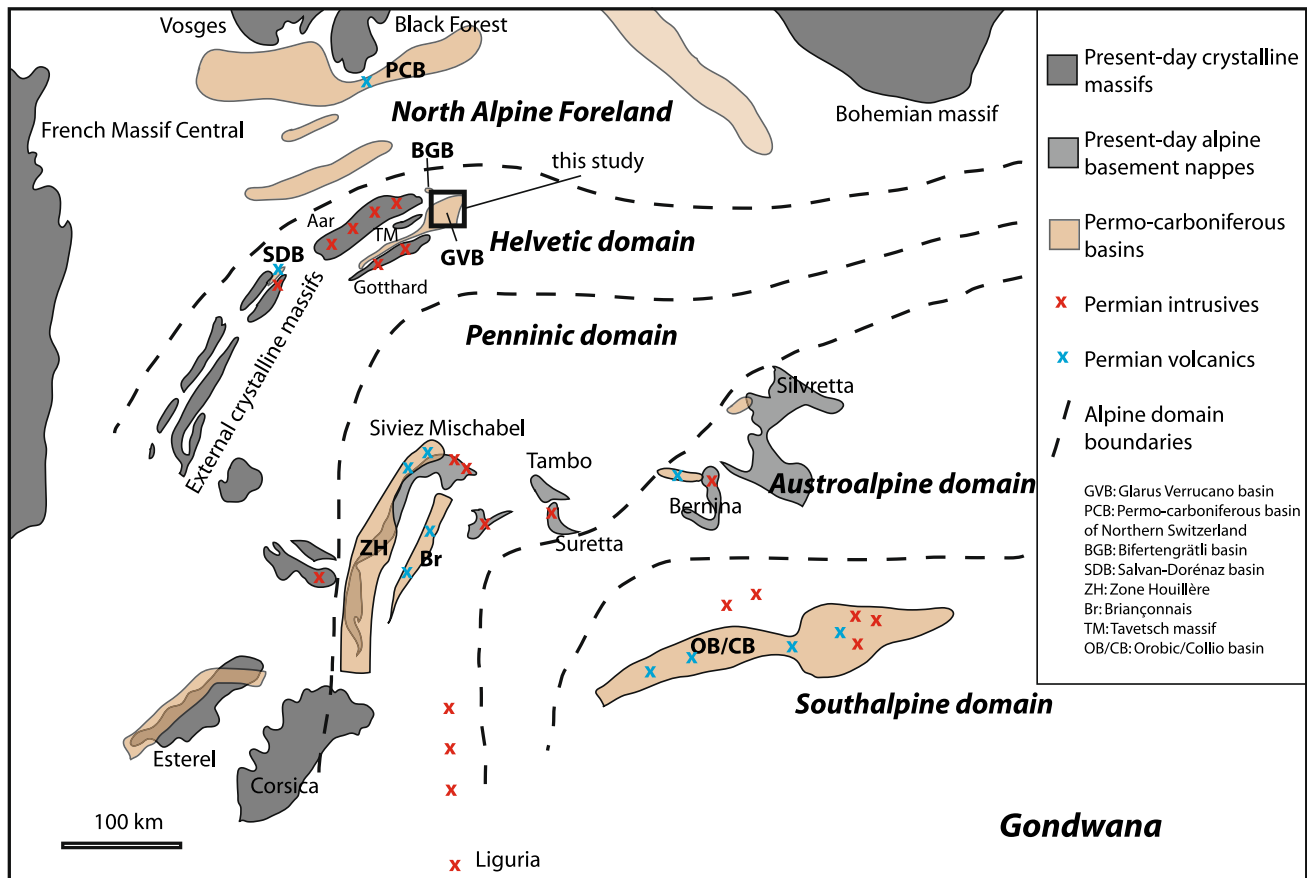 Vosges
Black Forest
PCB
French Massif Central
North Alpine Foreland
Bohemian massif
BGB
this study
Aar
TM
Helvetic domain
SDB
GVB
Gotthard
External crystalline massifs
Penninic domain
Silvretta
Siviez Mischabel
Tambo
Bernina
Austroalpine domain
Suretta
ZH
Br
OB/CB
Southalpine domain
Esterel
Corsica
100 km
Gondwana
Liguria
Present-day crystalline
massifs
Present-day alpine
basement nappes
Permo-carboniferous
basins
x Permian intrusives
x Permian volcanics
Alpine domain
boundaries
GVB: Glarus Verrucano basin
PCB: Permo-carboniferous basin
of Northern Switzerland
BGB: Bifertengrätli basin
SDB: Salvan-Dorénaz basin
ZH: Zone Houillère
Br: Briançonnais
TM: Tavetsch massif
OB/CB: Orobic/Collio basin